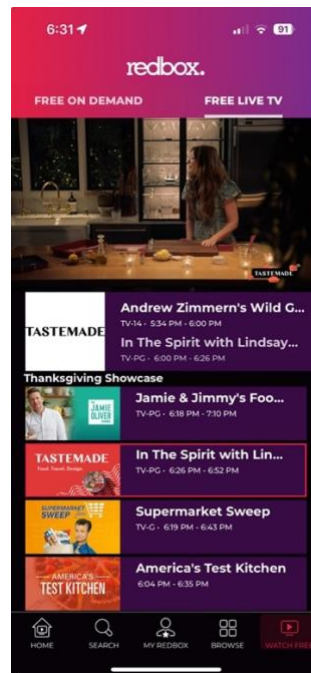 6:31
91
redbox.
FREE ON DEMAND
FREE LIVE TV
TASTEMADE
TASTEMADE
Andrew Zimmern's Wild G...
TV-14 • 5:34 PM - 6:00 PM
In The Spirit with Lindsay...
TV-PG • 6:00 PM - 6:26 PM
Thanksgiving Showcase
JAMIE
OLIVER
Jamie & Jimmy's Foo...
TV-PG • 6:18 PM - 7:10 PM
TASTEMADE
Food. Travel. Design.
In The Spirit with Lin...
TV-PG • 6:26 PM - 6:52 PM
SUPERMARKET
SWEEP
Supermarket Sweep
TV-G • 6:19 PM - 6:43 PM
AMERICA'S
TEST KITCHEN
America's Test Kitchen
6:04 PM - 6:35 PM
HOME
SEARCH
MY REDBOX
BROWSE
WATCH FREE